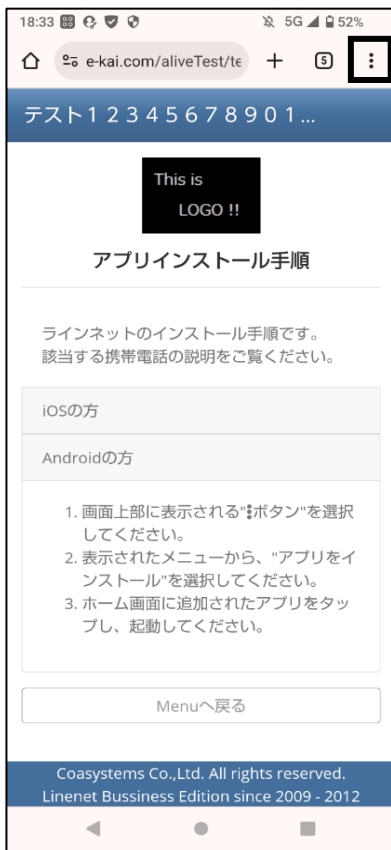 18:33 5G 52%
e-kai.com/aliveTest/te 5
テスト１２３４５６７８９０１...
This is
LOGO !!
アプリインストール手順
ラインネットのインストール手順です。
該当する携帯電話の説明をご覧ください。
iOSの方
Androidの方
1. 画面上部に表示される"⋮ボタン"を選択
してください。
2. 表示されたメニューから、"アプリをイ
ンストール"を選択してください。
3. ホーム画面に追加されたアプリをタッ
プし、起動してください。
Menuへ戻る
Coasystems Co.,Ltd. All rights reserved.
Linenet Bussiness Edition since 2009 - 2012